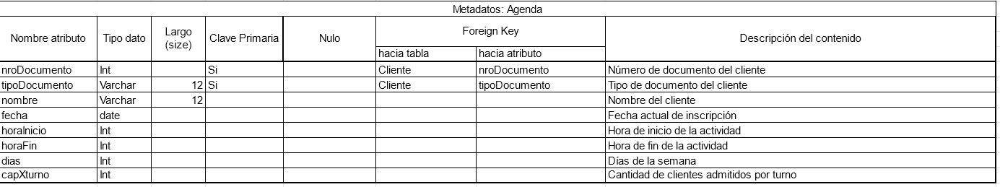 Metadatos: Agenda
Nombre atributo Tipo dato Largo (size) Clave Primaria Nulo Foreign Key Descripción del contenido
hacia tabla hacia atributo
nroDocumento Int Si Cliente nroDocumento Número de documento del cliente
tipoDocumento Varchar 12 Si Cliente tipoDocumento Tipo de documento del cliente
nombre Varchar 12 Nombre del cliente
fecha date Fecha actual de inscripción
horaInicio Int Hora de inicio de la actividad
horaFin Int Hora de fin de la actividad
dias Int Días de la semana
capXturno Int Cantidad de clientes admitidos por turno